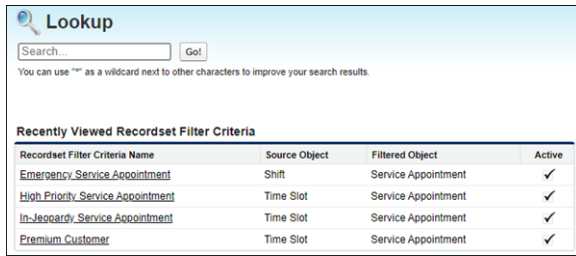 Lookup
Search...
Go!
You can use "*" as a wildcard next to other characters to improve your search results.
Recently Viewed Recordset Filter Criteria
Recordset Filter Criteria Name Source Object Filtered Object Active
Emergency Service Appointment Shift Service Appointment ✓
High Priority Service Appointment Time Slot Service Appointment ✓
In-Jeopardy Service Appointment Time Slot Service Appointment ✓
Premium Customer Time Slot Service Appointment ✓